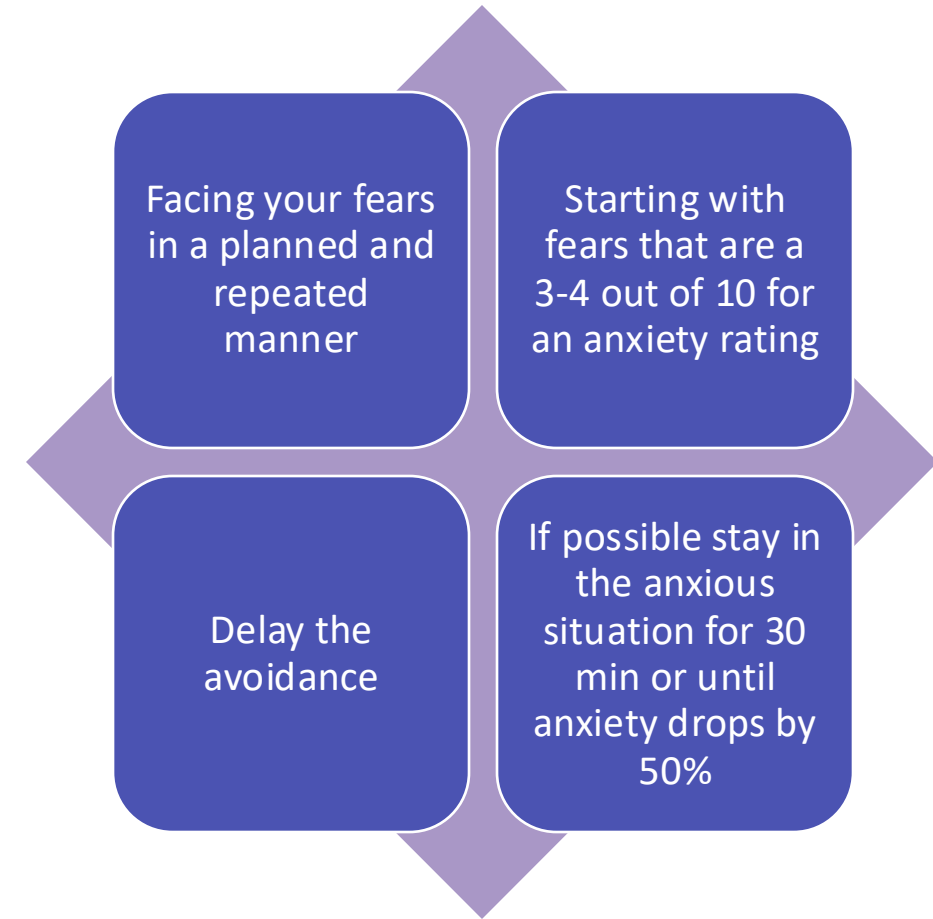 Facing your fears
in a planned and
repeated
manner
Starting with
fears that are a
3-4 out of 10 for
an anxiety rating
Delay the
avoidance
If possible stay in
the anxious
situation for 30
min or until
anxiety drops by
50%